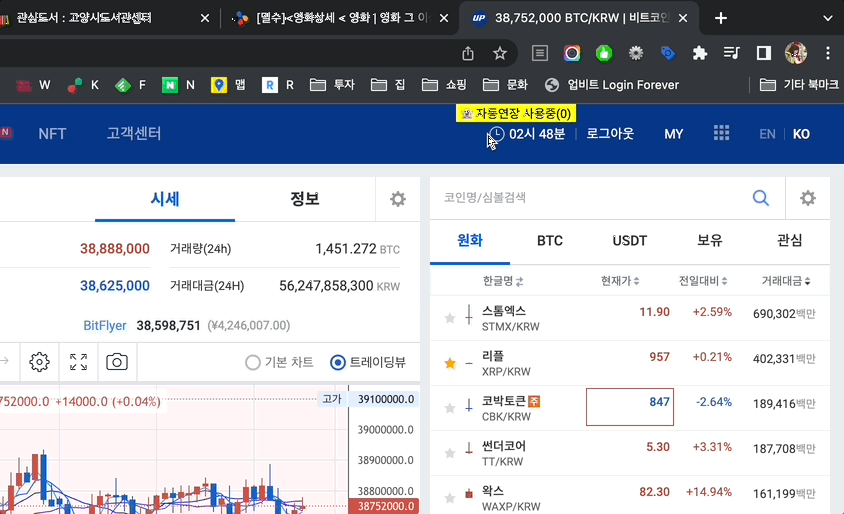 관심도서 : 고양시도서관센터
[멜수]<영화상세 < 영화 | 영화 그 이
UP 38,752,000 BTC/KRW | 비트코인
W K F N 맵 R 투자 집 쇼핑 문화 업비트 Login Forever 기타 북마크
자동연장 사용중(0)
N NFT 고객센터 02시 48분 로그아웃 MY EN KO
시세 정보
코인명/심볼검색
38,888,000 거래량(24h) 1,451.272 BTC
38,625,000 거래대금(24H) 56,247,858,300 KRW
BitFlyer 38,598,751 (¥4,246,007.00)
기본 차트 트레이딩뷰
752000.0 +14000.0 (+0.04%)
고가 39100000.0
39000000.0
38900000.0
38800000.0
38752000.0
원화 BTC USDT 보유 관심
한글명 현재가 전일대비 거래대금
스톰엑스 11.90 +2.59% 690,302백만
STMX/KRW
리플 957 +0.21% 402,331백만
XRP/KRW
코박토큰 주 847 -2.64% 189,416백만
CBK/KRW
썬더코어 5.30 +3.31% 187,708백만
TT/KRW
왁스 82.30 +14.94% 161,199백만
WAXP/KRW